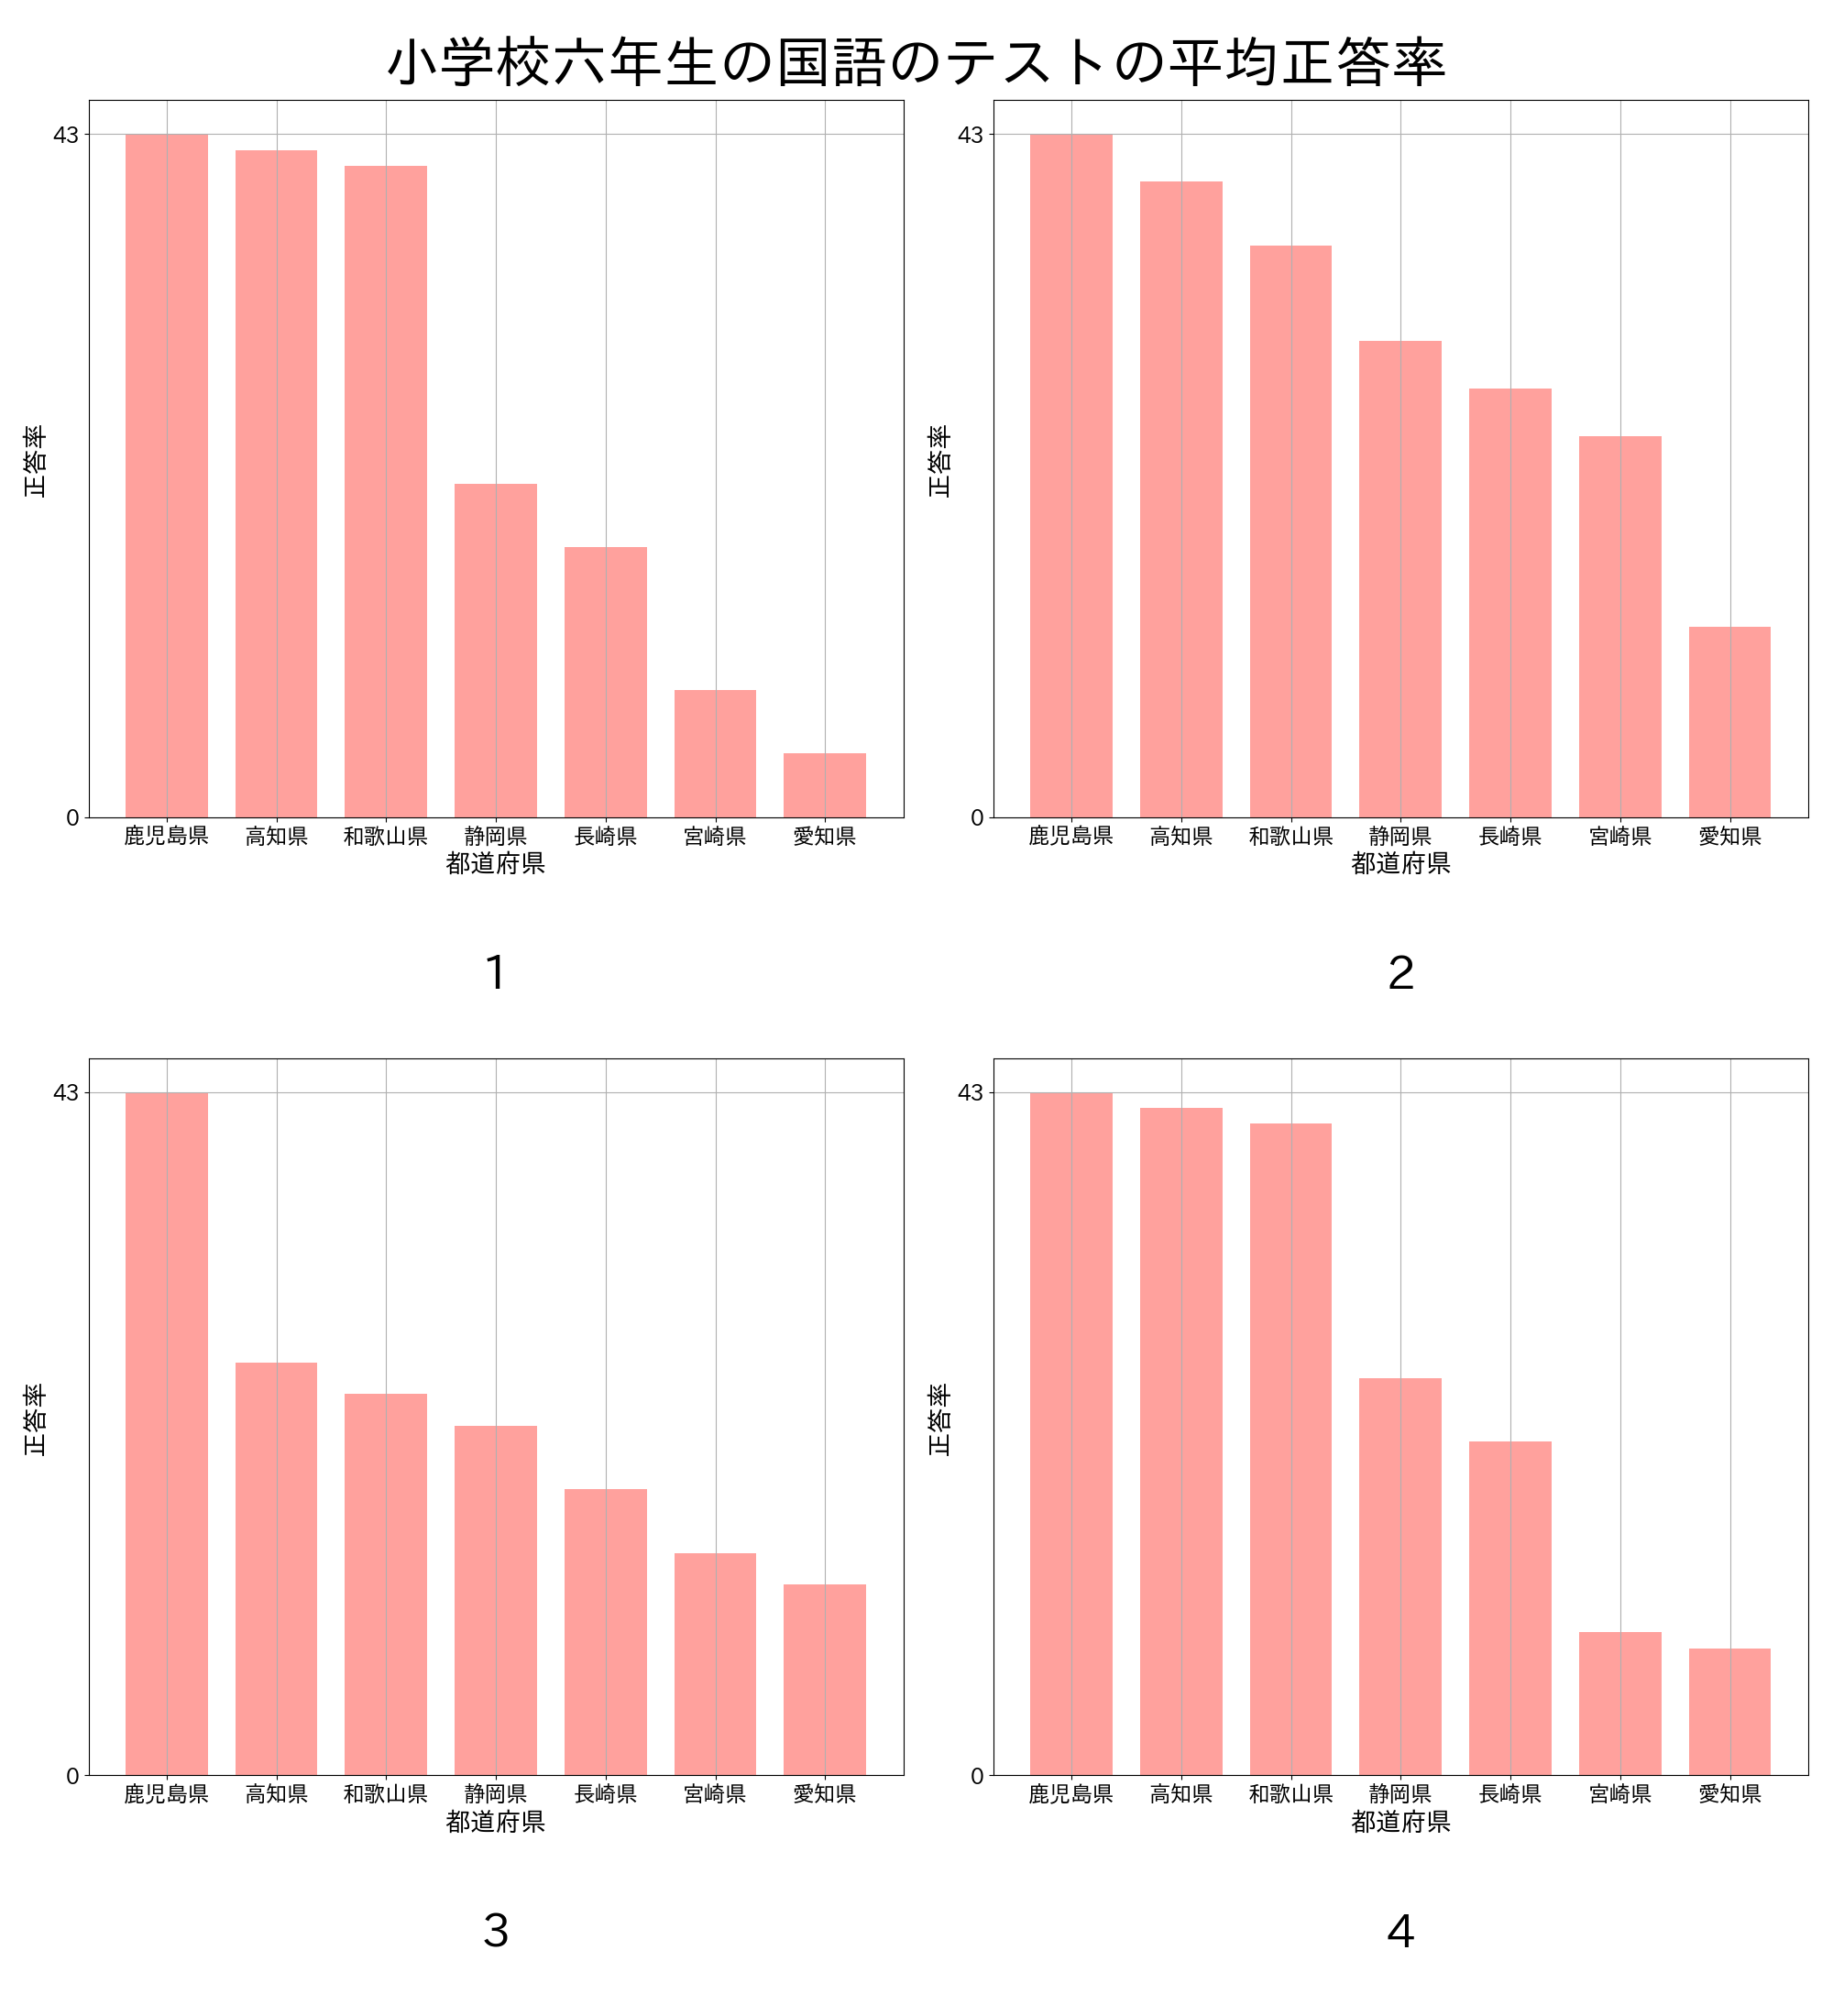 小学校六年生の国語のテストの平均正答率
43
0
正答率
鹿児島県 高知県 和歌山県 静岡県 長崎県 宮崎県 愛知県
都道府県
1
43
0
正答率
鹿児島県 高知県 和歌山県 静岡県 長崎県 宮崎県 愛知県
都道府県
2
43
0
正答率
鹿児島県 高知県 和歌山県 静岡県 長崎県 宮崎県 愛知県
都道府県
3
43
0
正答率
鹿児島県 高知県 和歌山県 静岡県 長崎県 宮崎県 愛知県
都道府県
4